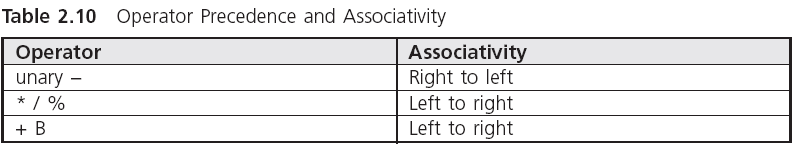 Table 2.10 Operator Precedence and Associativity
Operator Associativity
unary – Right to left
* / % Left to right
+ B Left to right